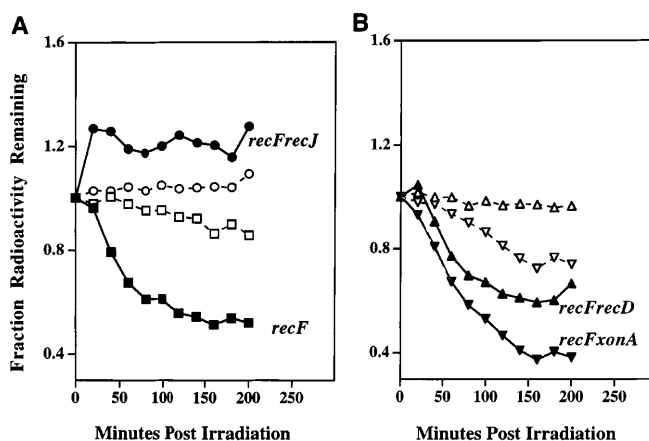 A
B
Fraction Radioactivity Remaining
1.6
1.2
0.8
0.4
0 50 100 150 200 250
Minutes Post Irradiation
recFrecJ
recF
1.6
1.2
0.8
0.4
0 50 100 150 200 250
Minutes Post Irradiation
recFrecD
recFxonA